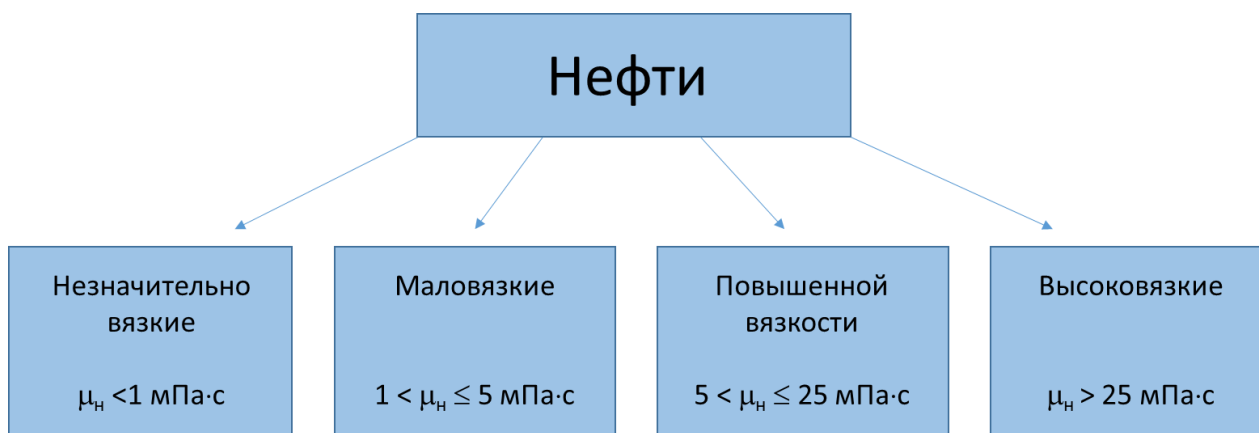 Нефти
Незначительно
вязкие
μн <1 мПа·с
Маловязкие
1 < μн ≤ 5 мПа·с
Повышенной
вязкости
5 < μн ≤ 25 мПа·с
Высоковязкие
μн > 25 мПа·с